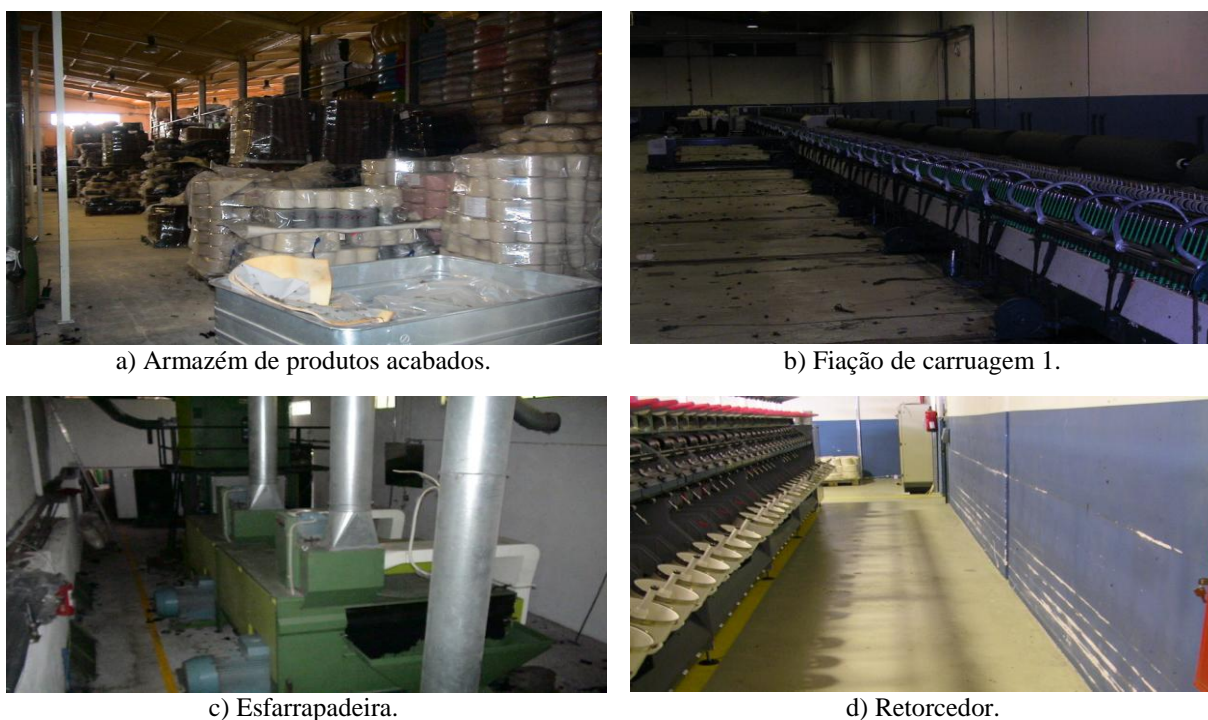 a) Armazém de produtos acabados.
b) Fiação de carruagem 1.
c) Esfarrapadeira.
d) Retorcedor.